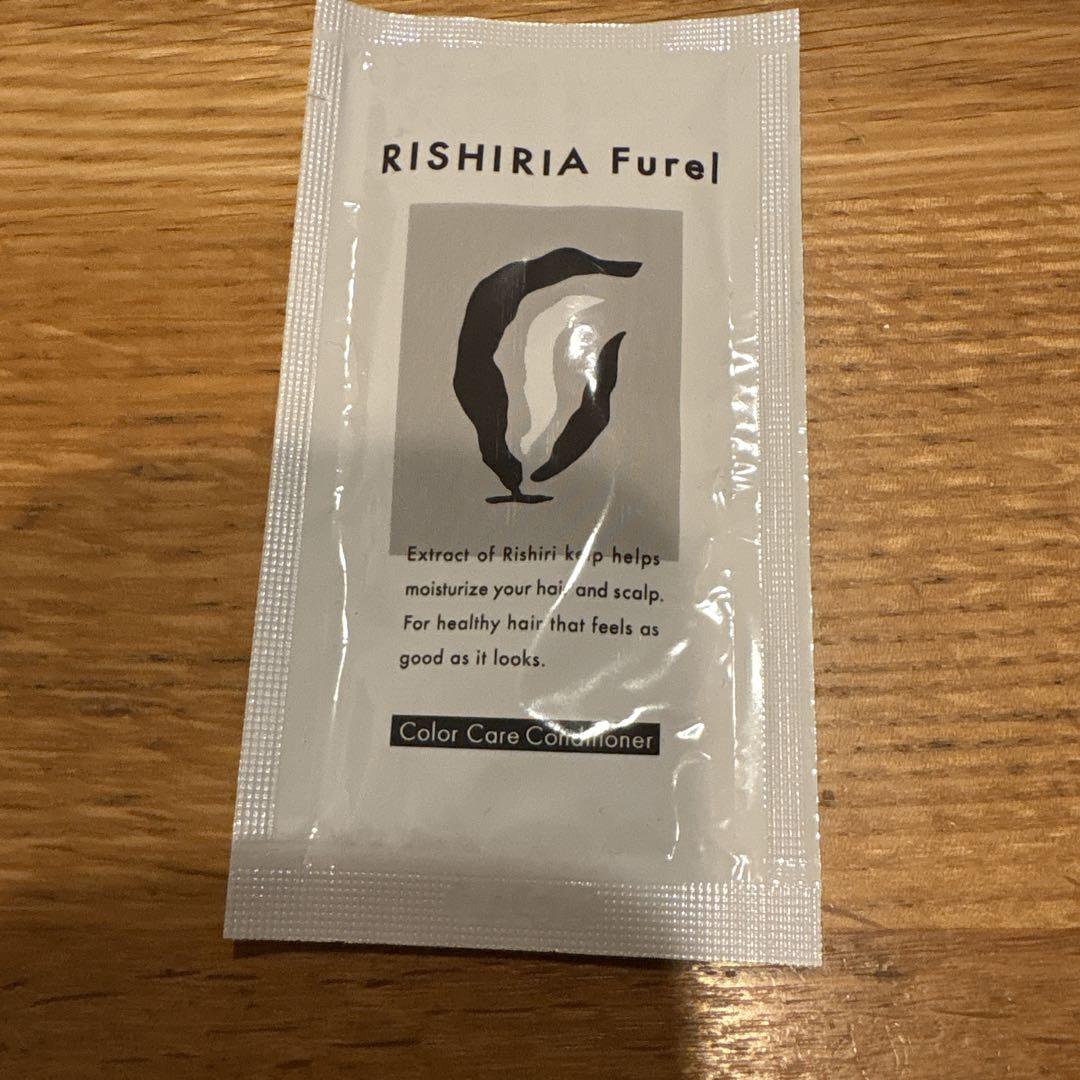 RISHIRIA Furel
Extract of Rishiri kelp helps
moisturize your hair and scalp.
For healthy hair that feels as
good as it looks.
Color Care Conditioner